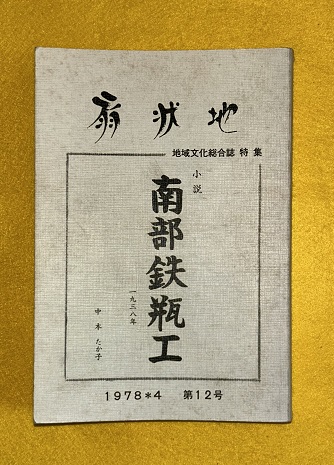 扇状地
地域文化総合誌 特集
小説
南部鉄瓶工
一九三八年
中本たか子
1978*4 第12号